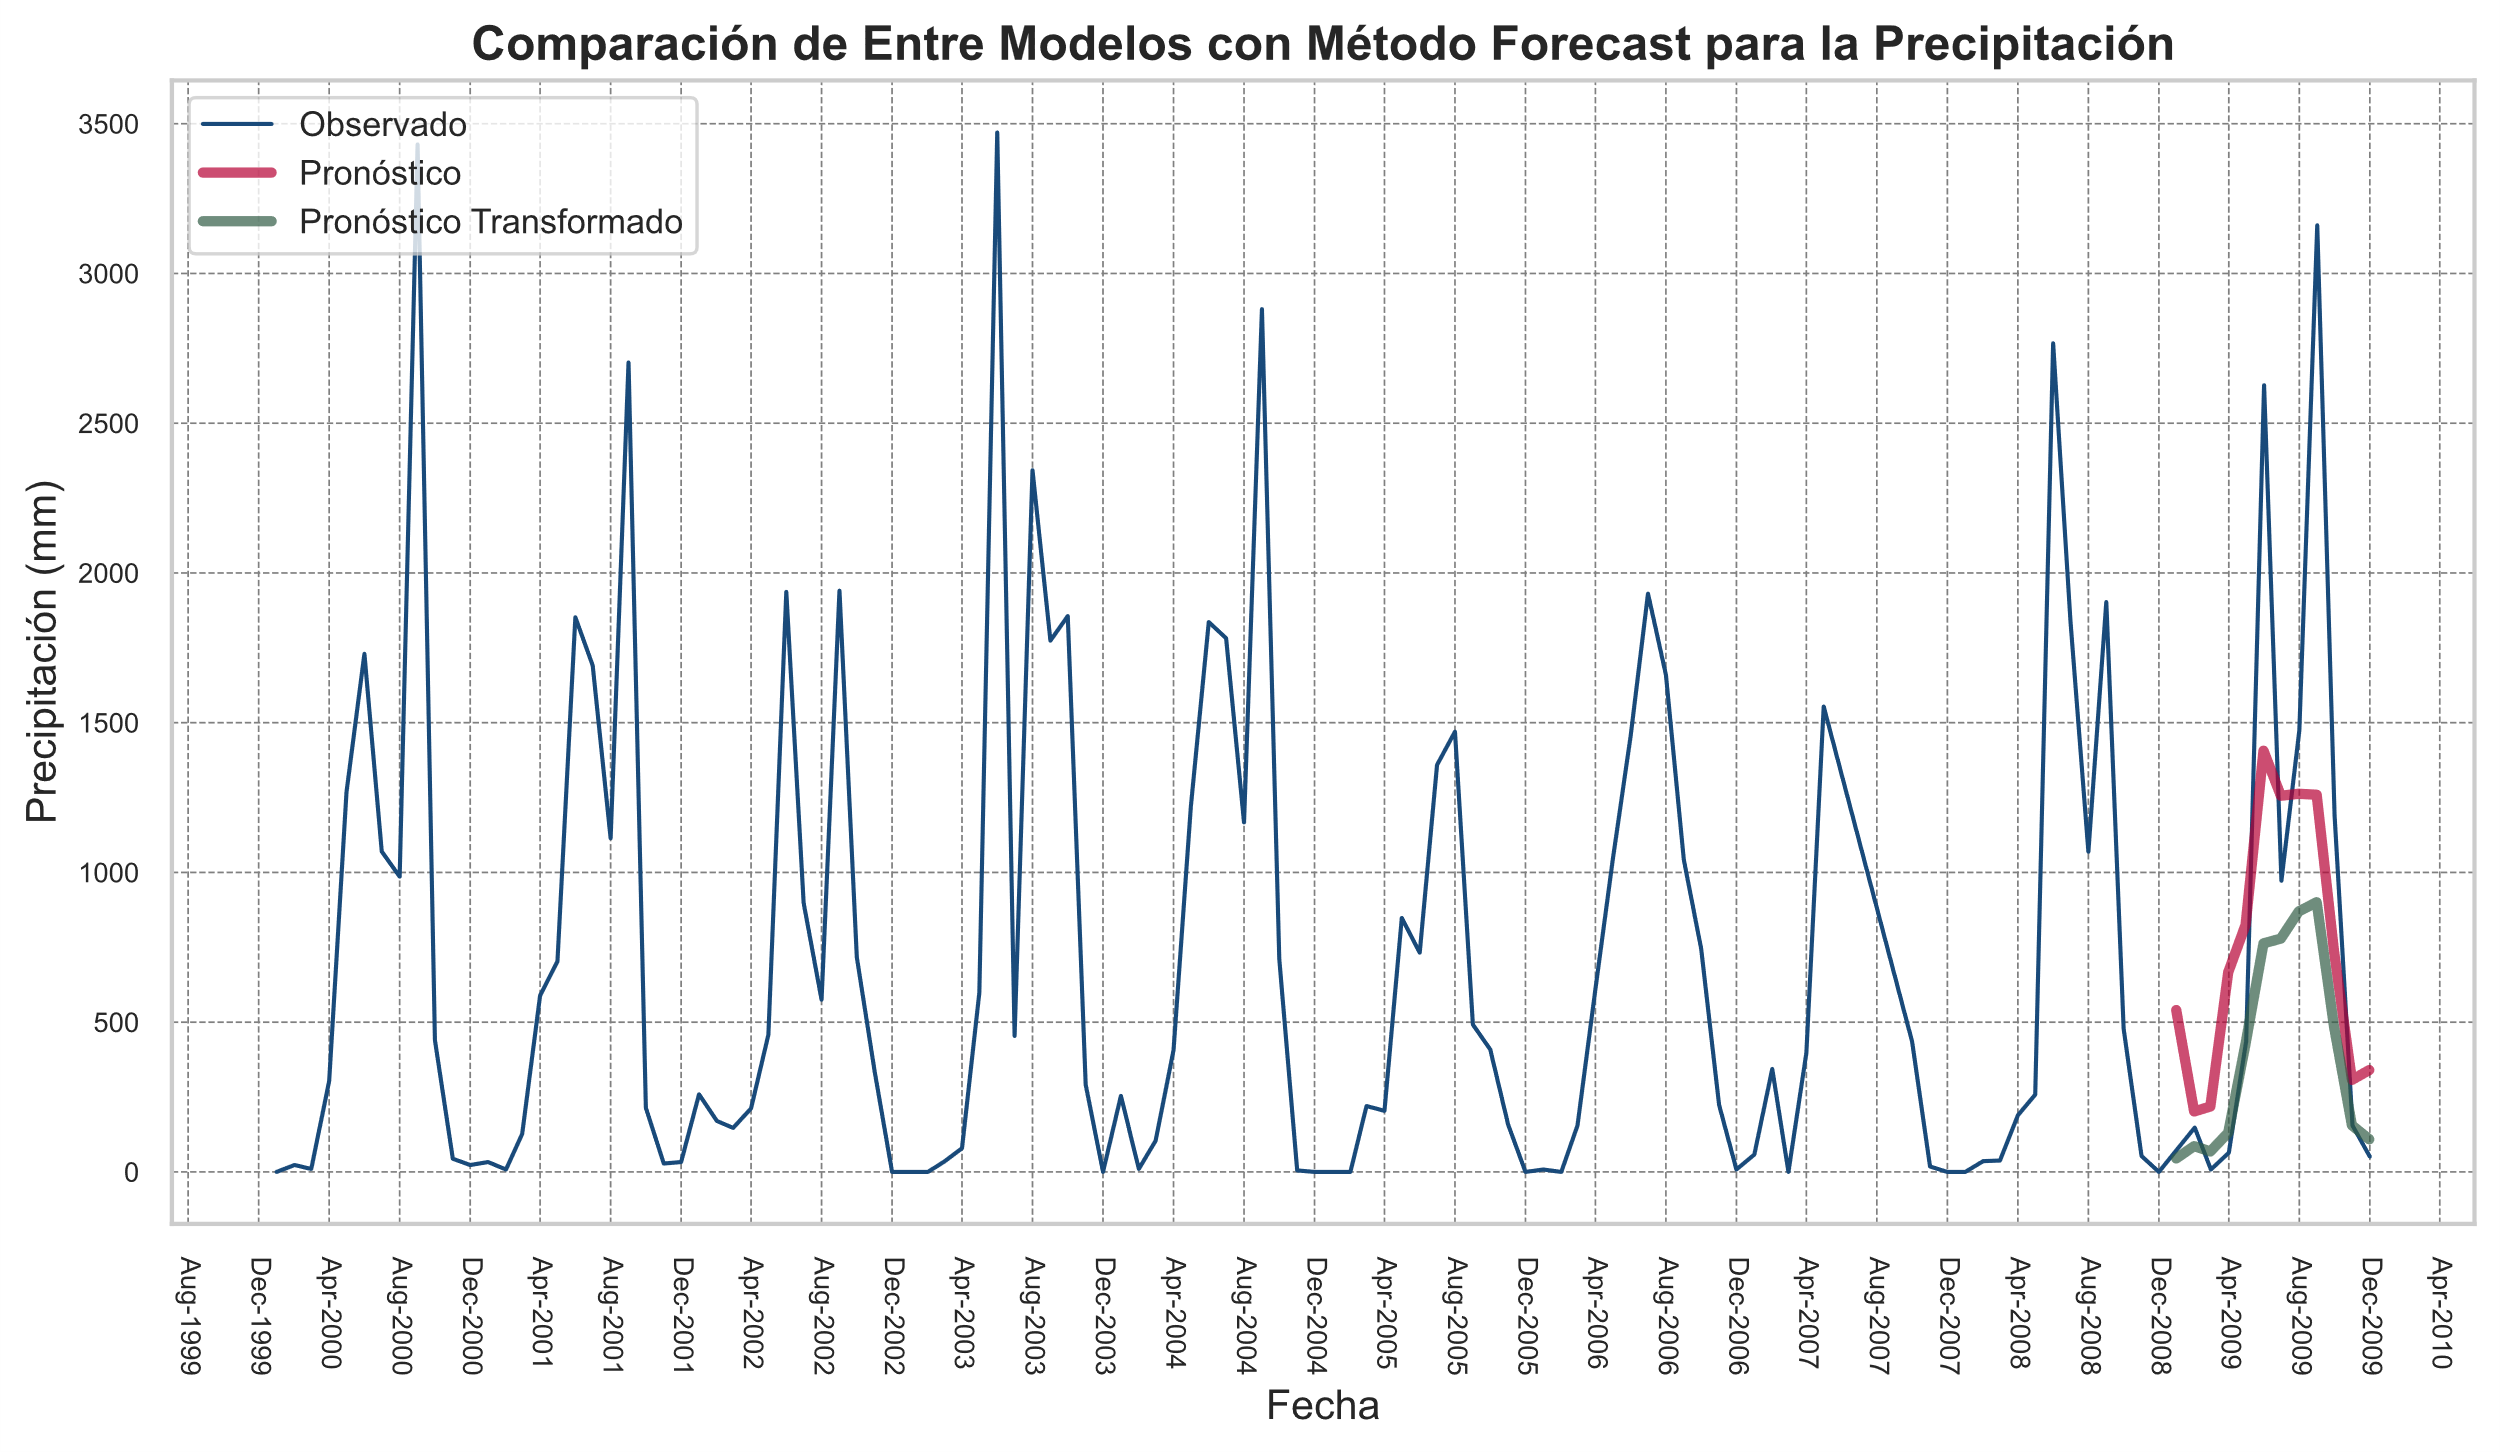 Comparación de Entre Modelos con Método Forecast para la Precipitación
Observado
Pronóstico
Pronóstico Transformado
Precipitación (mm)
3500
3000
2500
2000
1500
1000
500
0
Aug-1999
Dec-1999
Apr-2000
Aug-2000
Dec-2000
Apr-2001
Aug-2001
Dec-2001
Apr-2002
Aug-2002
Dec-2002
Apr-2003
Aug-2003
Dec-2003
Apr-2004
Aug-2004
Dec-2004
Apr-2005
Aug-2005
Dec-2005
Apr-2006
Aug-2006
Dec-2006
Apr-2007
Aug-2007
Dec-2007
Apr-2008
Aug-2008
Dec-2008
Apr-2009
Aug-2009
Dec-2009
Apr-2010
Fecha